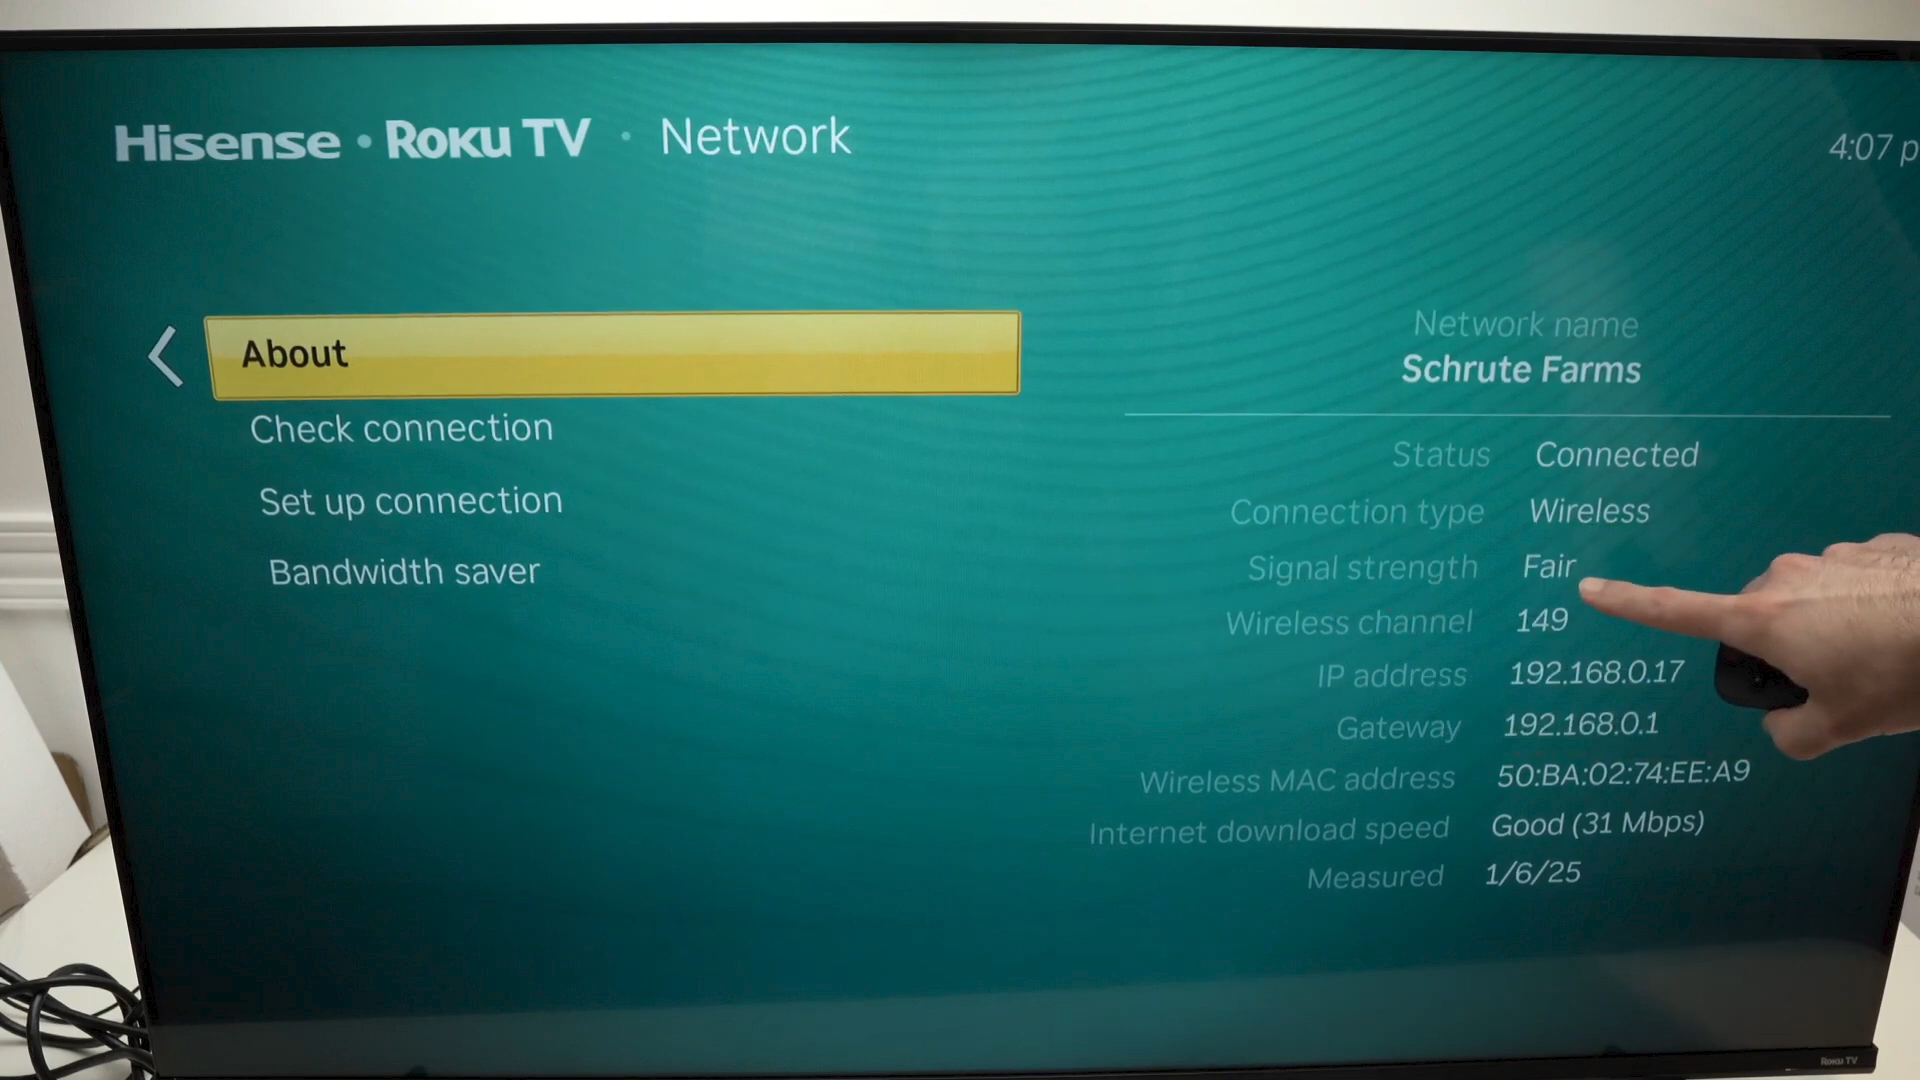 Hisense • Roku TV • Network
4:07 p
About
Check connection
Set up connection
Bandwidth saver
Network name
Schrute Farms
Status Connected
Connection type Wireless
Signal strength Fair
Wireless channel 149
IP address 192.168.0.17
Gateway 192.168.0.1
Wireless MAC address 50:BA:02:74:EE:A9
Internet download speed Good (31 Mbps)
Measured 1/6/25
Roku TV